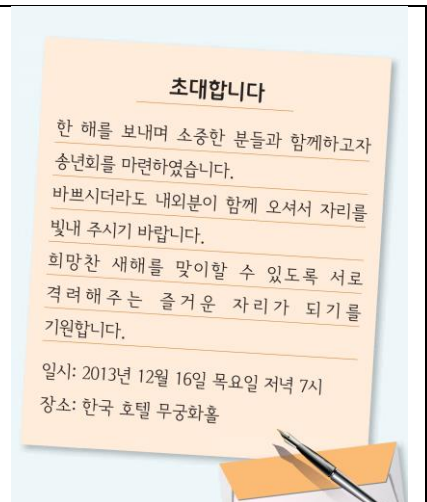 초대합니다
한 해를 보내며 소중한 분들과 함께하고자
송년회를 마련하였습니다.
바쁘시더라도 내외분이 함께 오셔서 자리를
빛내 주시기 바랍니다.
희망찬 새해를 맞이할 수 있도록 서로
격려해주는 즐거운 자리가 되기를
기원합니다.
일시: 2013년 12월 16일 목요일 저녁 7시
장소: 한국 호텔 무궁화홀